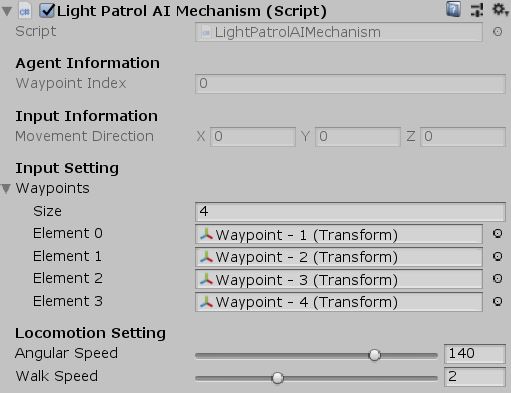 Light Patrol AI Mechanism (Script)
Script LightPatrolAIMechanism
Agent Information
Waypoint Index 0
Input Information
Movement Direction X 0 Y 0 Z 0
Input Setting
Waypoints
Size 4
Element 0 Waypoint - 1 (Transform)
Element 1 Waypoint - 2 (Transform)
Element 2 Waypoint - 3 (Transform)
Element 3 Waypoint - 4 (Transform)
Locomotion Setting
Angular Speed 140
Walk Speed 2